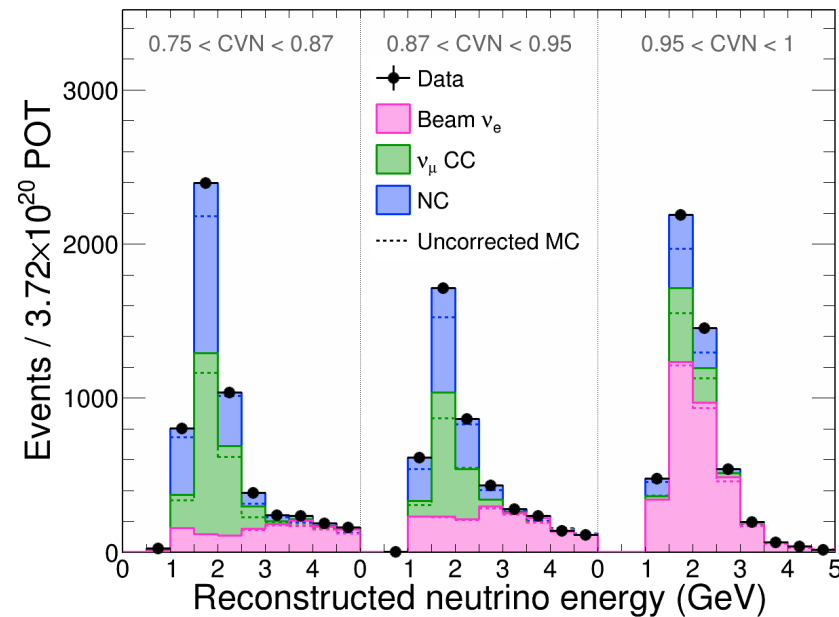 0.75 < CVN < 0.87
0.87 < CVN < 0.95
0.95 < CVN < 1
Data
Beam νₑ
ν_μ CC
NC
Uncorrected MC
3000
2000
1000
0
Events / 3.72×10²⁰ POT
0 1 2 3 4 0 1 2 3 4 0 1 2 3 4 5
Reconstructed neutrino energy (GeV)